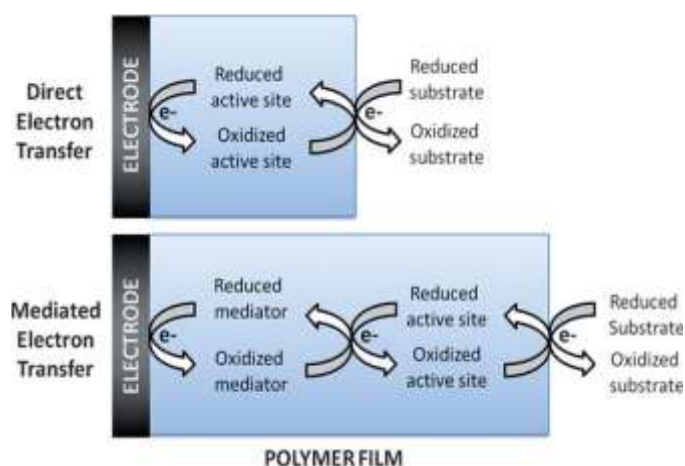 Direct
Electron
Transfer
ELECTRODE
Reduced
active site
e-
Oxidized
active site
Reduced
substrate
e-
Oxidized
substrate
Mediated
Electron
Transfer
ELECTRODE
Reduced
mediator
e-
Oxidized
mediator
Reduced
active site
e-
Oxidized
active site
Reduced
Substrate
e-
Oxidized
substrate
POLYMER FILM